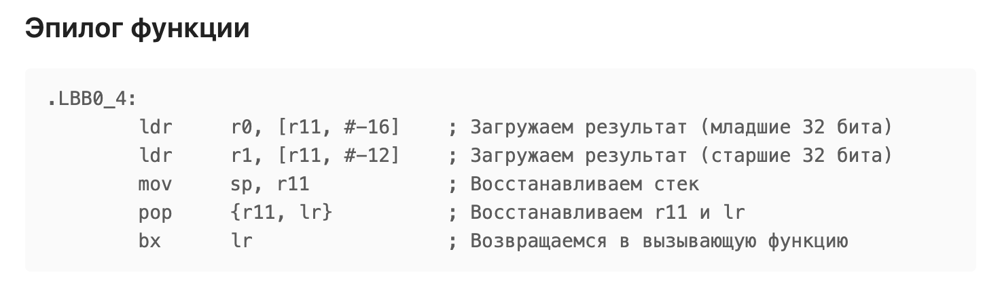 Эпилог функции
.LBB0_4:
        ldr     r0, [r11, #-16]    ; Загружаем результат (младшие 32 бита)
        ldr     r1, [r11, #-12]    ; Загружаем результат (старшие 32 бита)
        mov     sp, r11            ; Восстанавливаем стек
        pop     {r11, lr}          ; Восстанавливаем r11 и lr
        bx      lr                 ; Возвращаемся в вызывающую функцию